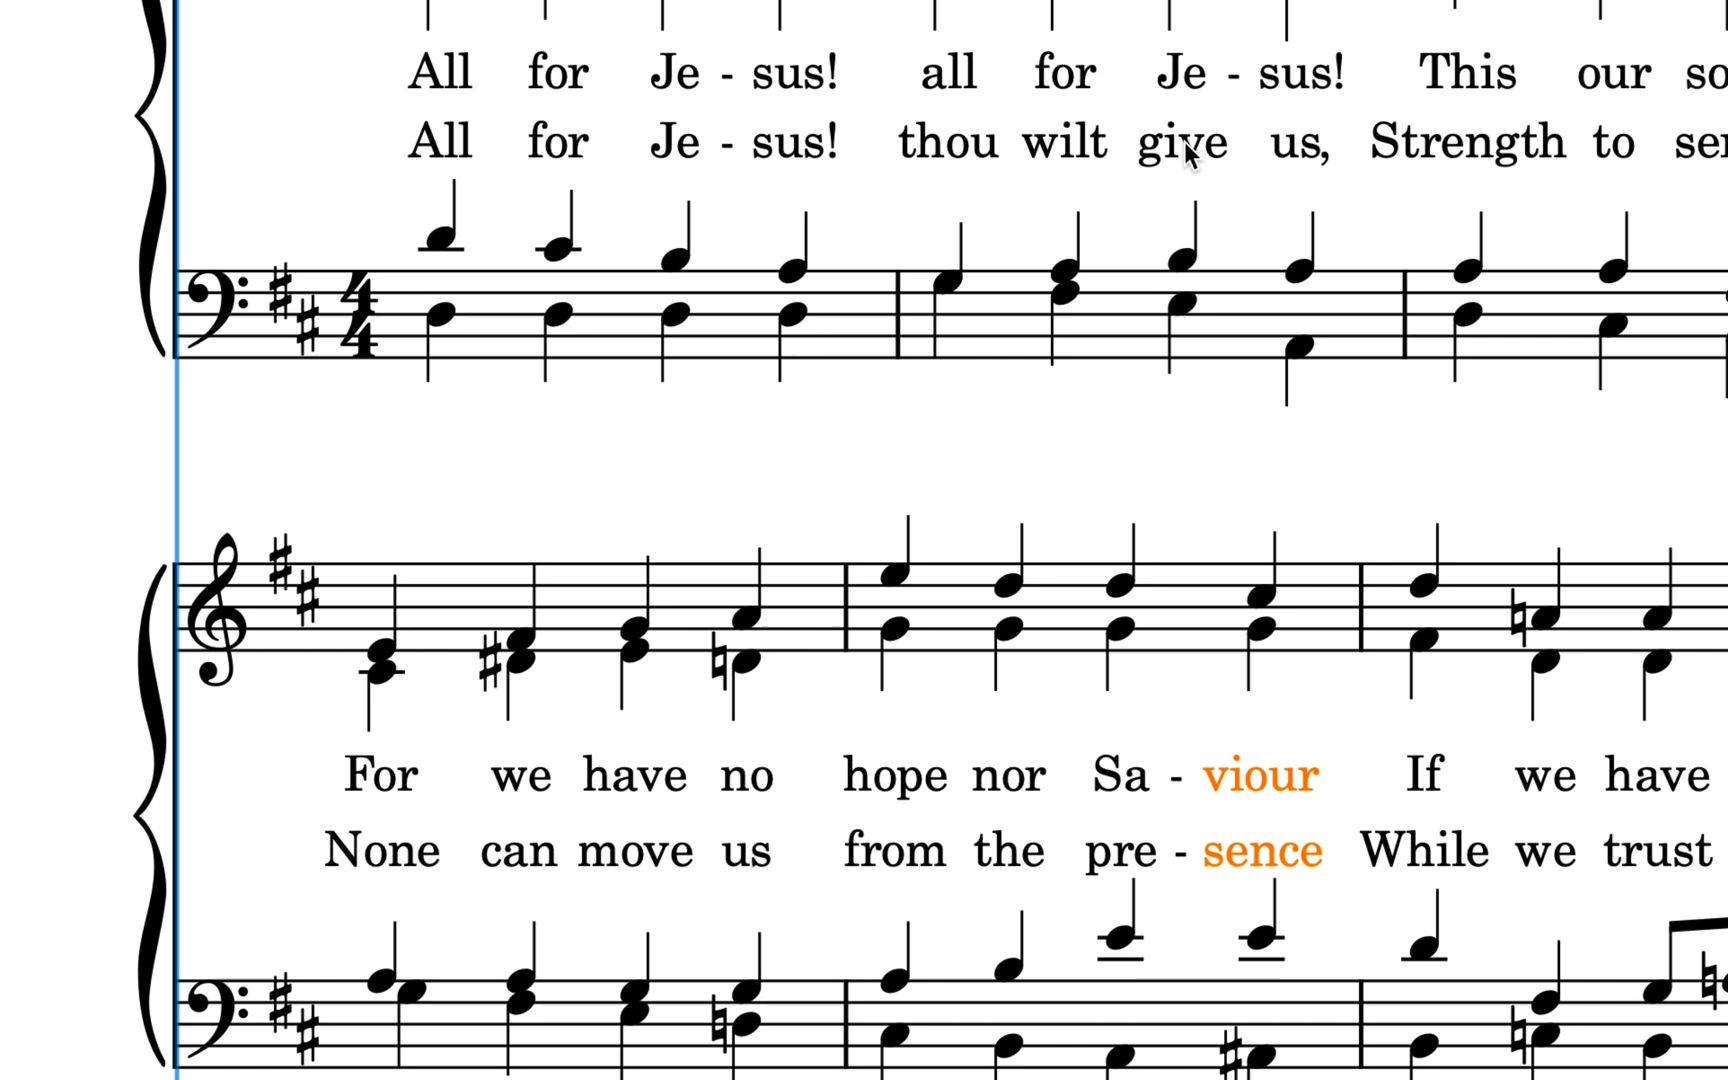 All for Je - sus! all for Je - sus! This our
All for Je - sus! thou wilt give us, Strength to
4
4
For we have no hope nor Sa - viour If we have
None can move us from the pre - sence While we trust